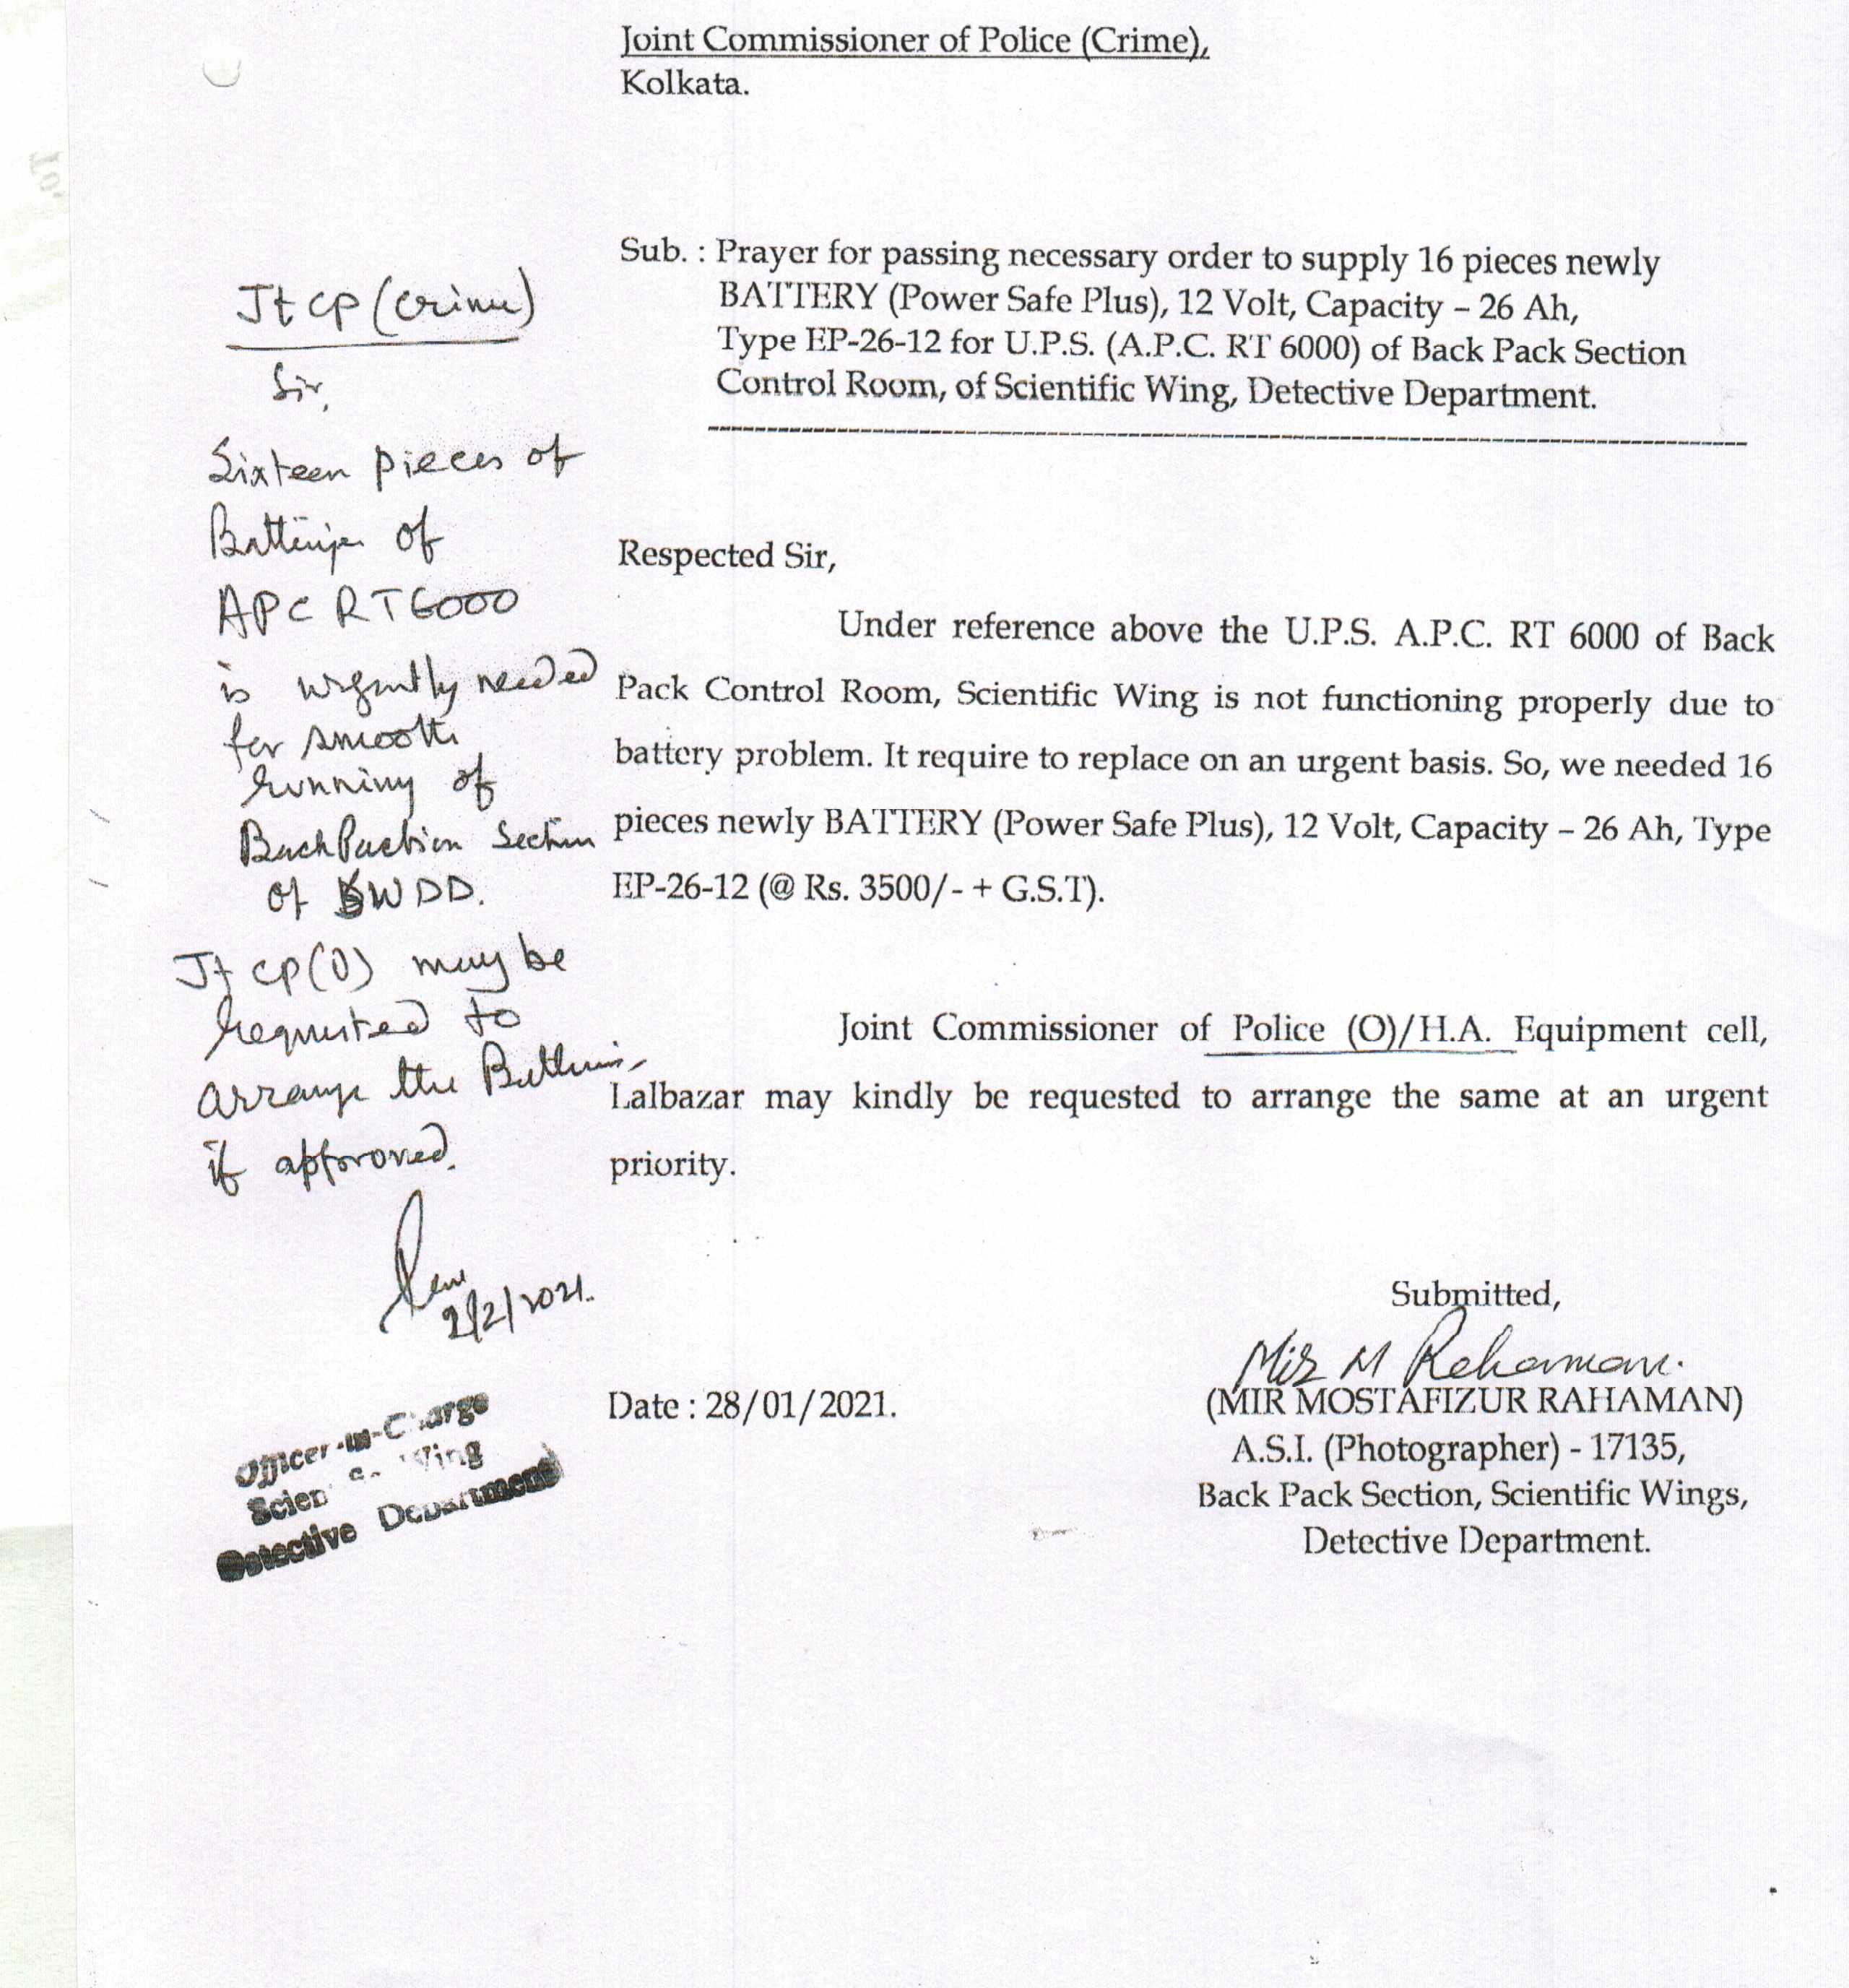 Joint Commissioner of Police (Crime),
Kolkata.
Sub. : Prayer for passing necessary order to supply 16 pieces newly
BATTERY (Power Safe Plus), 12 Volt, Capacity – 26 Ah,
Type EP-26-12 for U.P.S. (A.P.C. RT 6000) of Back Pack Section
Control Room, of Scientific Wing, Detective Department.
Jt cp (crime)
Sir,
Sixteen pieces of
Batteries of
APC RT 6000
is urgently needed
for smooth
running of
Section
of SWDD.
Jt cp (O) may be
requested to
arrange the Batteries
if approved.
2/2/2021.
Officer-in-Charge
Wing
Detective Department
Respected Sir,
Under reference above the U.P.S. A.P.C. RT 6000 of Back
Pack Control Room, Scientific Wing is not functioning properly due to
battery problem. It require to replace on an urgent basis. So, we needed 16
pieces newly BATTERY (Power Safe Plus), 12 Volt, Capacity – 26 Ah, Type
EP-26-12 (@ Rs. 3500/- + G.S.T).
Joint Commissioner of Police (O)/H.A. Equipment cell,
Lalbazar may kindly be requested to arrange the same at an urgent
priority.
Submitted,
Mir M Rehaman.
Date : 28/01/2021.
(MIR MOSTAFIZUR RAHAMAN)
A.S.I. (Photographer) - 17135,
Back Pack Section, Scientific Wings,
Detective Department.